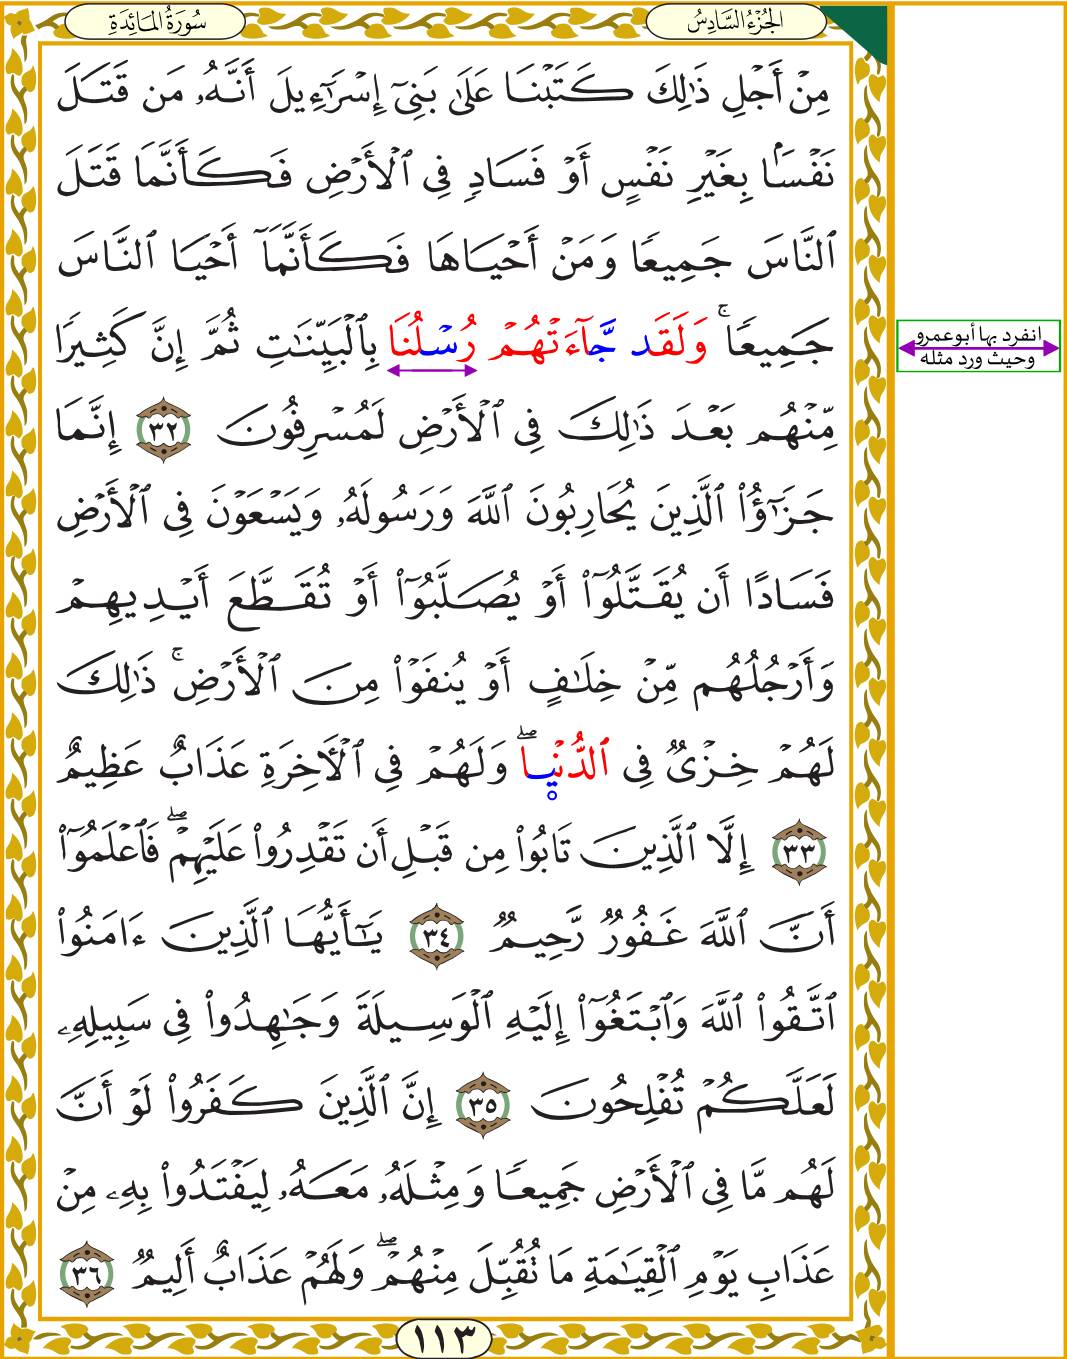 الجُزْءُ السَّادِسُ
سُورَةُ المَائِدَةِ
مِنْ أَجْلِ ذَٰلِكَ كَتَبْنَا عَلَىٰ بَنِىٓ إِسْرَٰٓءِيلَ أَنَّهُۥ مَن قَتَلَ
نَفْسَۢا بِغَيْرِ نَفْسٍ أَوْ فَسَادٍ فِى ٱلْأَرْضِ فَكَأَنَّمَا قَتَلَ
ٱلنَّاسَ جَمِيعًا وَمَنْ أَحْيَاهَا فَكَأَنَّمَآ أَحْيَا ٱلنَّاسَ
جَمِيعًا ۚ وَلَقَد جَّآءَتْهُمْ رُسْلُنَا بِٱلْبَيِّنَٰتِ ثُمَّ إِنَّ كَثِيرًا
مِّنْهُم بَعْدَ ذَٰلِكَ فِى ٱلْأَرْضِ لَمُسْرِفُونَ ٣٢ إِنَّمَا
جَزَٰٓؤُا۟ ٱلَّذِينَ يُحَارِبُونَ ٱللَّهَ وَرَسُولَهُۥ وَيَسْعَوْنَ فِى ٱلْأَرْضِ
فَسَادًا أَن يُقَتَّلُوٓا۟ أَوْ يُصَلَّبُوٓا۟ أَوْ تُقَطَّعَ أَيْدِيهِمْ
وَأَرْجُلُهُم مِّنْ خِلَٰفٍ أَوْ يُنفَوْا۟ مِنَ ٱلْأَرْضِ ۚ ذَٰلِكَ
لَهُمْ خِزْىٌ فِى ٱلدُّنْيا ۖ وَلَهُمْ فِى ٱلْأَخِرَةِ عَذَابٌ عَظِيمٌ
٣٣ إِلَّا ٱلَّذِينَ تَابُوا۟ مِن قَبْلِ أَن تَقْدِرُوا۟ عَلَيْهِمْ ۖ فَٱعْلَمُوٓا۟
أَنَّ ٱللَّهَ غَفُورٌ رَّحِيمٌ ٣٤ يَٰٓأَيُّهَا ٱلَّذِينَ ءَامَنُوا۟
ٱتَّقُوا۟ ٱللَّهَ وَٱبْتَغُوٓا۟ إِلَيْهِ ٱلْوَسِيلَةَ وَجَٰهِدُوا۟ فِى سَبِيلِهِۦ
لَعَلَّكُمْ تُفْلِحُونَ ٣٥ إِنَّ ٱلَّذِينَ كَفَرُوا۟ لَوْ أَنَّ
لَهُم مَّا فِى ٱلْأَرْضِ جَمِيعًا وَمِثْلَهُۥ مَعَهُۥ لِيَفْتَدُوا۟ بِهِۦ مِنْ
عَذَابِ يَوْمِ ٱلْقِيَٰمَةِ مَا تُقُبِّلَ مِنْهُمْ ۖ وَلَهُمْ عَذَابٌ أَلِيمٌ ٣٦
١١٣
انفرد بها أبوعمرو
وحيث ورد مثله